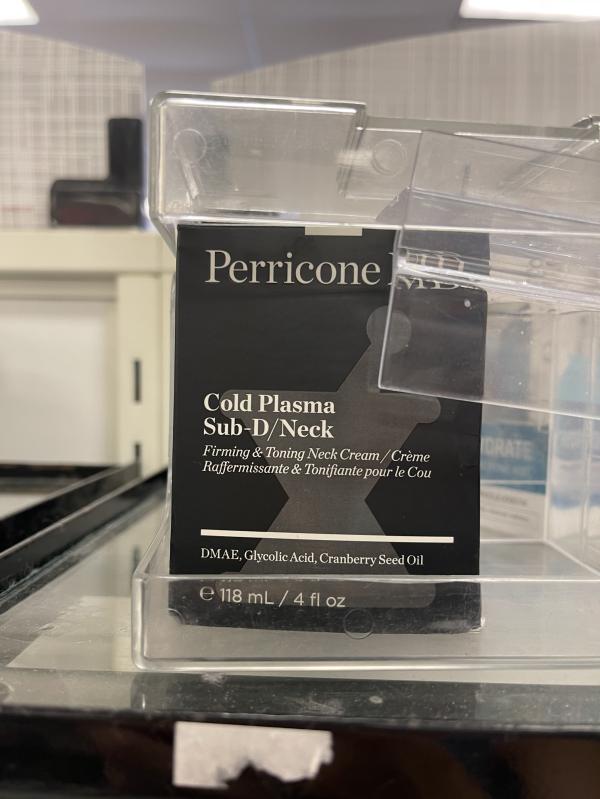 Perricone MD
Cold Plasma
Sub-D/Neck
Firming & Toning Neck Cream / Crème
Raffermissante & Tonifiante pour le Cou
DMAE, Glycolic Acid, Cranberry Seed Oil
℮ 118 mL / 4 fl oz